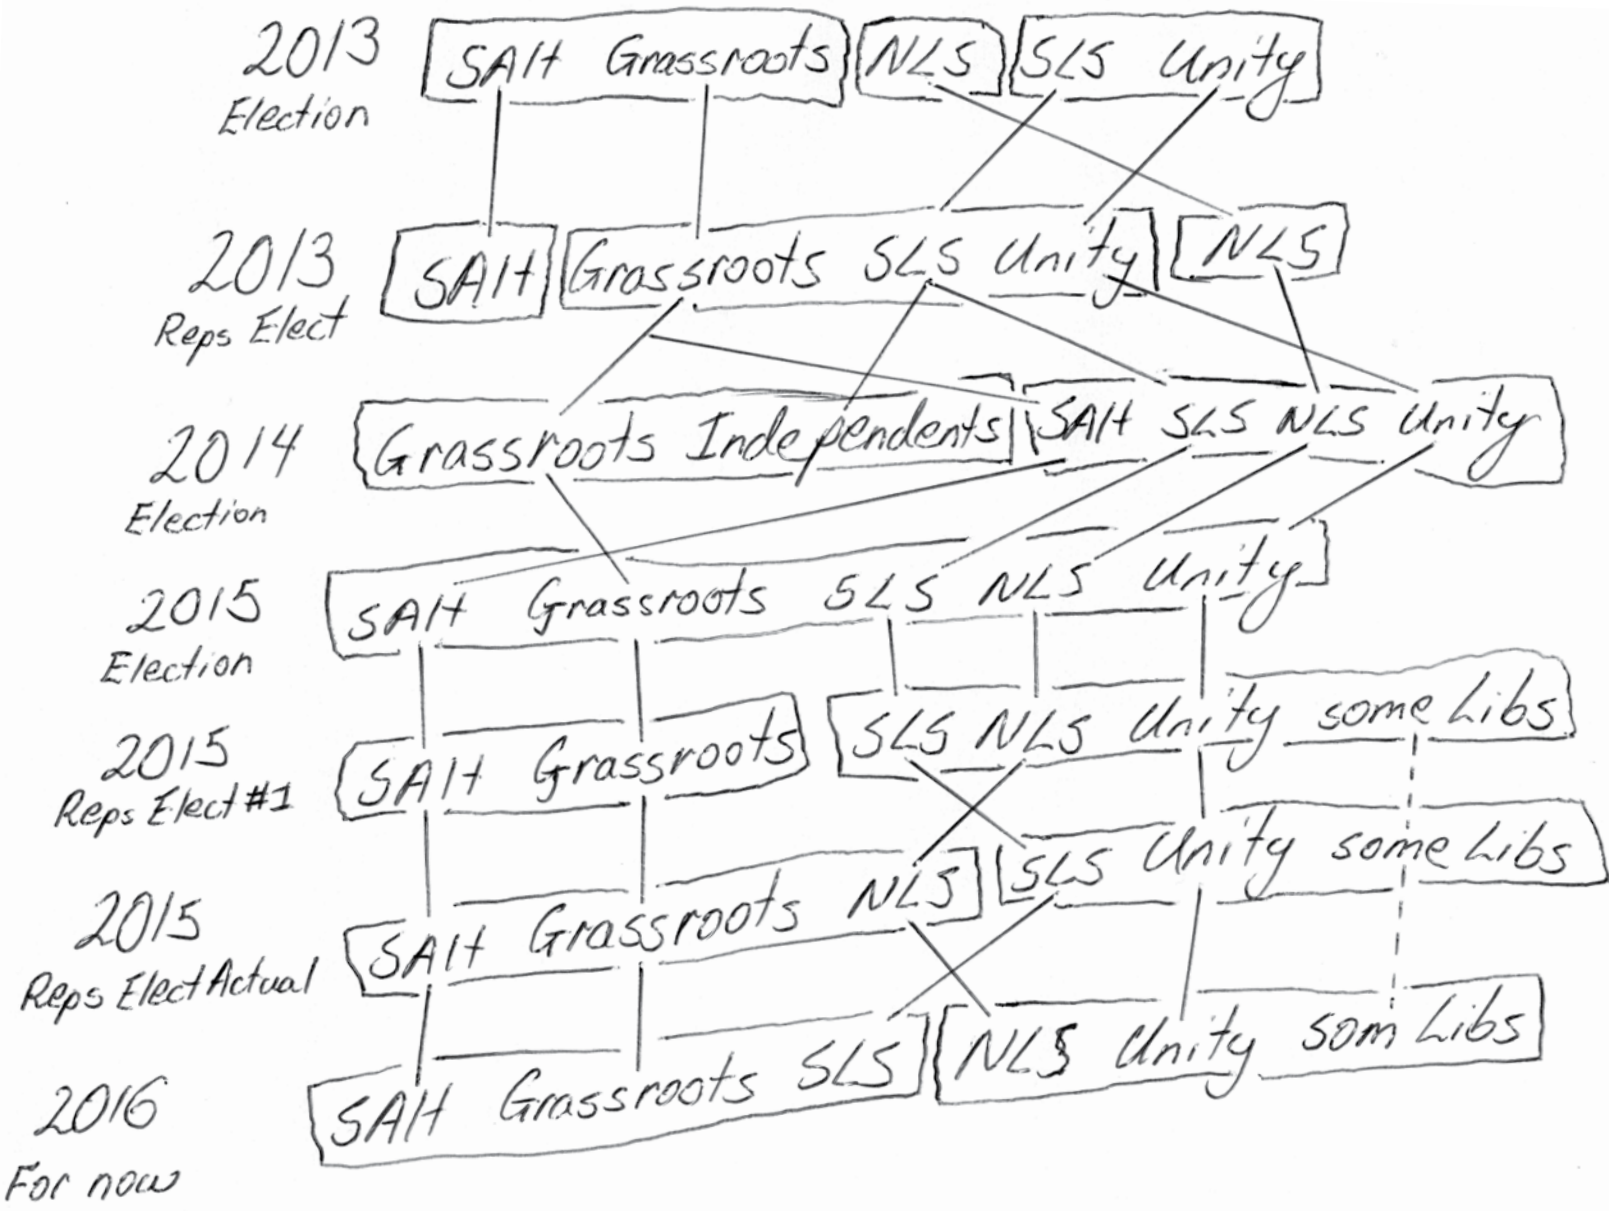 2013 SAlt Grassroots NLS SLS Unity
Election
2013 SAlt Grassroots SLS Unity NLS
Reps Elect
2014 Grassroots Independents SAlt SLS NLS Unity
Election
2015 SAlt Grassroots SLS NLS Unity
Election
2015 SAlt Grassroots SLS NLS Unity some Libs
Reps Elect #1
2015 SAlt Grassroots NLS SLS Unity some Libs
Reps Elect Actual
2016 SAlt Grassroots SLS NLS Unity som Libs
For now